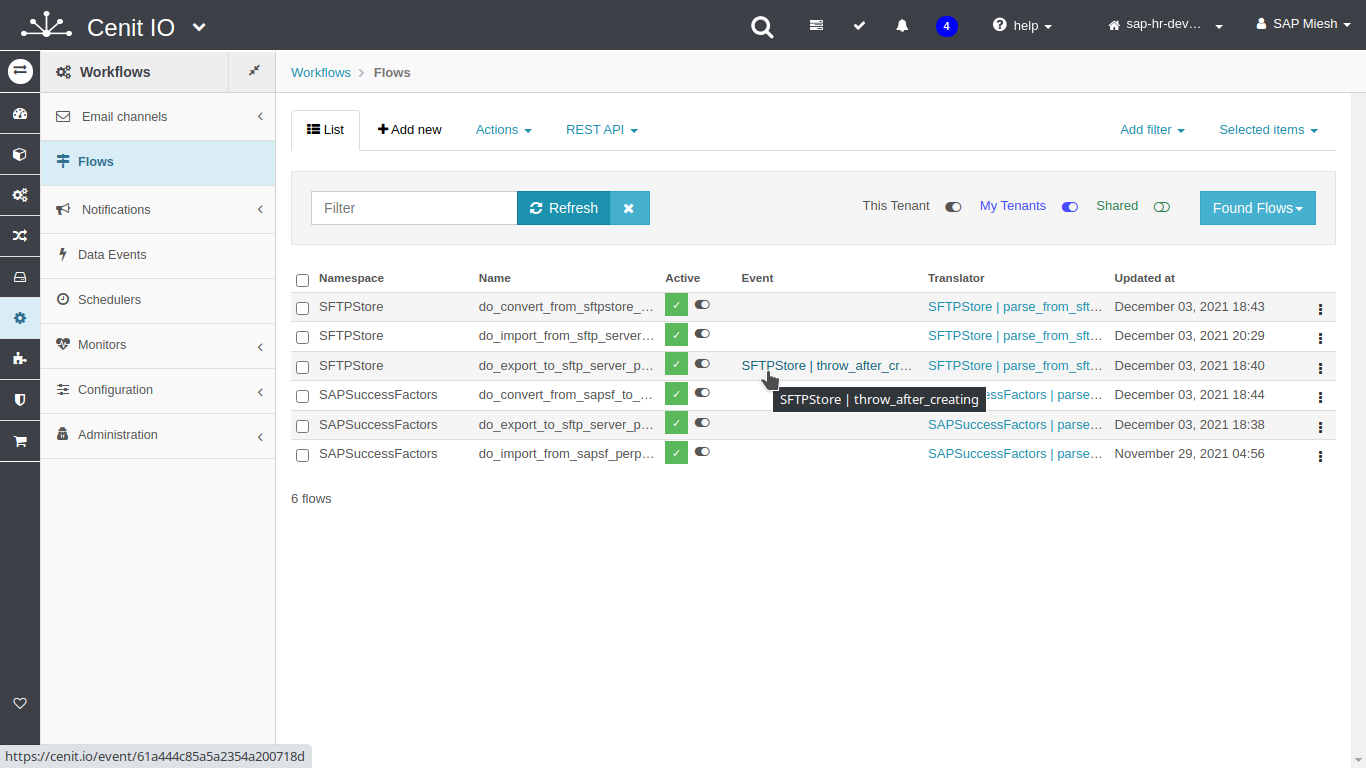 Cenit IO
4
help
sap-hr-dev...
SAP Miesh
Workflows
Email channels
Flows
Notifications
Data Events
Schedulers
Monitors
Configuration
Administration
Workflows > Flows
List
Add new
Actions
REST API
Add filter
Selected items
Filter
Refresh
This Tenant
My Tenants
Shared
Found Flows
Namespace Name Active Event Translator Updated at
SFTPStore do_convert_from_sftpstore_... SFTPStore | parse_from_sft... December 03, 2021 18:43
SFTPStore do_import_from_sftp_server... SFTPStore | parse_from_sft... December 03, 2021 20:29
SFTPStore do_export_to_sftp_server_p... SFTPStore | throw_after_cr... SFTPStore | parse_from_sft... December 03, 2021 18:40
SAPSuccessFactors do_convert_from_sapsf_to_... essFactors | parse... December 03, 2021 18:44
SFTPStore | throw_after_creating
SAPSuccessFactors do_export_to_sftp_server_p... SAPSuccessFactors | parse... December 03, 2021 18:38
SAPSuccessFactors do_import_from_sapsf_perp... SAPSuccessFactors | parse... November 29, 2021 04:56
6 flows
https://cenit.io/event/61a444c85a5a2354a200718d